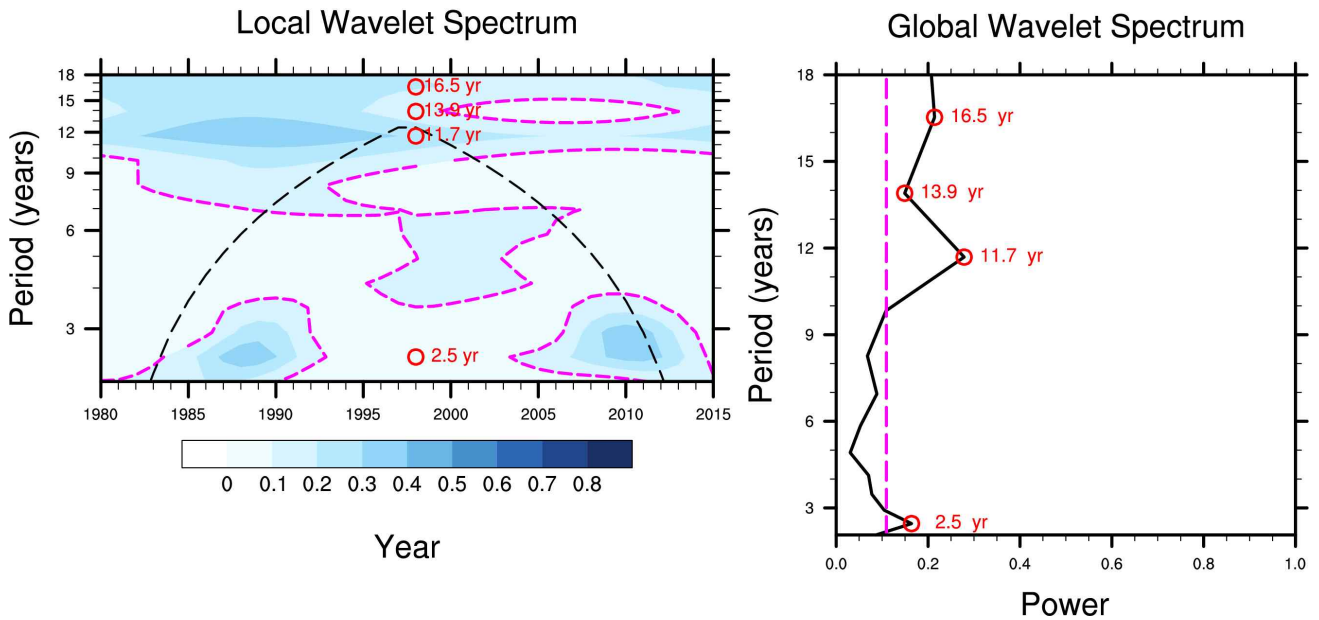 Local Wavelet Spectrum
Period (years)
18
15
12
9
6
3
16.5 yr
13.9 yr
11.7 yr
2.5 yr
1980 1985 1990 1995 2000 2005 2010 2015
0 0.1 0.2 0.3 0.4 0.5 0.6 0.7 0.8
Year
Global Wavelet Spectrum
Period (years)
18
15
12
9
6
3
16.5 yr
13.9 yr
11.7 yr
2.5 yr
0.0 0.2 0.4 0.6 0.8 1.0
Power